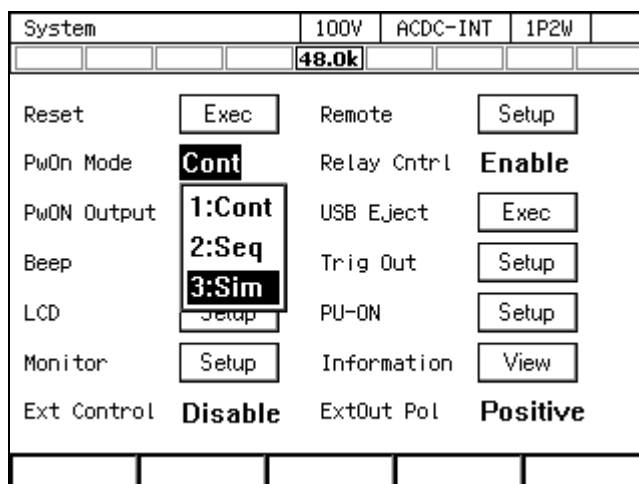 System 100V ACDC-INT 1P2W
48.0k
Reset Exec Remote Setup
PwOn Mode Cont Relay Cntrl Enable
PwON Output 1:Cont USB Eject Exec
2:Seq
Beep Trig Out Setup
3:Sim
LCD Setup PU-ON Setup
Monitor Setup Information View
Ext Control Disable ExtOut Pol Positive